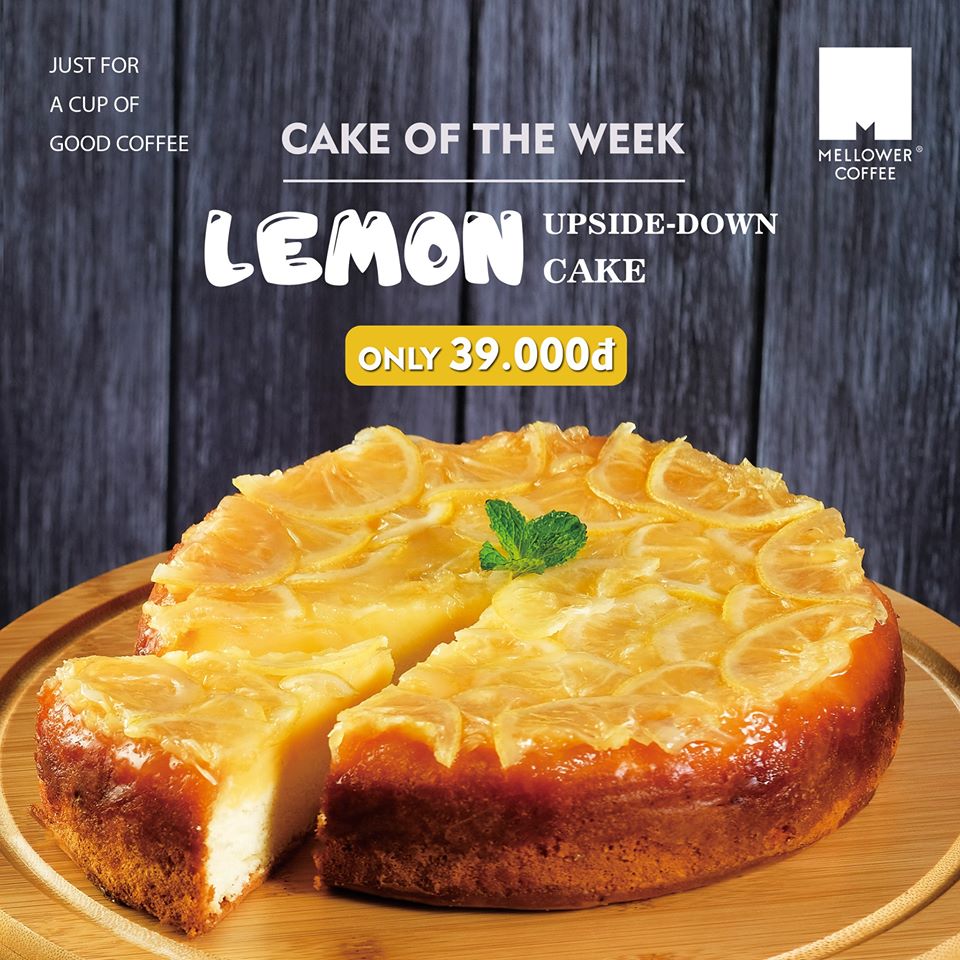 JUST FOR
A CUP OF
GOOD COFFEE
MELLOWER®
COFFEE
CAKE OF THE WEEK
LEMON UPSIDE-DOWN
CAKE
ONLY 39.000đ